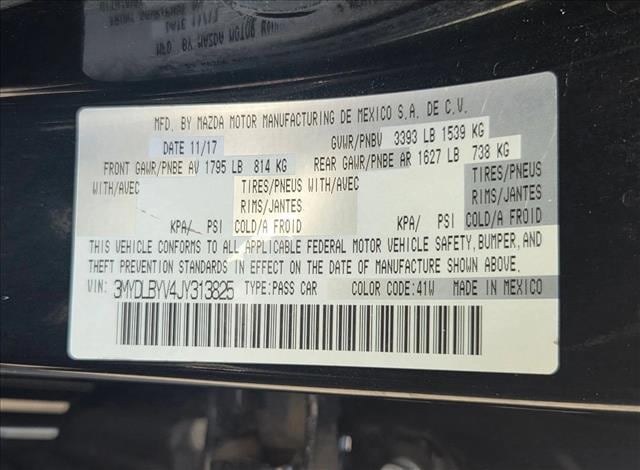 MFD. BY MAZDA MOTOR MANUFACTURING DE MEXICO S.A. DE C.V.
DATE 11/17 GVWR/PNBV 3393 LB 1539 KG
FRONT GAWR/PNBE AV 1795 LB 814 KG REAR GAWR/PNBE AR 1627 LB 738 KG
WITH/AVEC TIRES/PNEUS WITH/AVEC TIRES/PNEUS
RIMS/JANTES RIMS/JANTES
KPA/ PSI COLD/A FROID KPA/ PSI COLD/A FROID
THIS VEHICLE CONFORMS TO ALL APPLICABLE FEDERAL MOTOR VEHICLE SAFETY, BUMPER, AND
THEFT PREVENTION STANDARDS IN EFFECT ON THE DATE OF MANUFACTURE SHOWN ABOVE.
VIN: 3MYDLBYV4JY313825 TYPE:PASS CAR COLOR CODE:41W MADE IN MEXICO